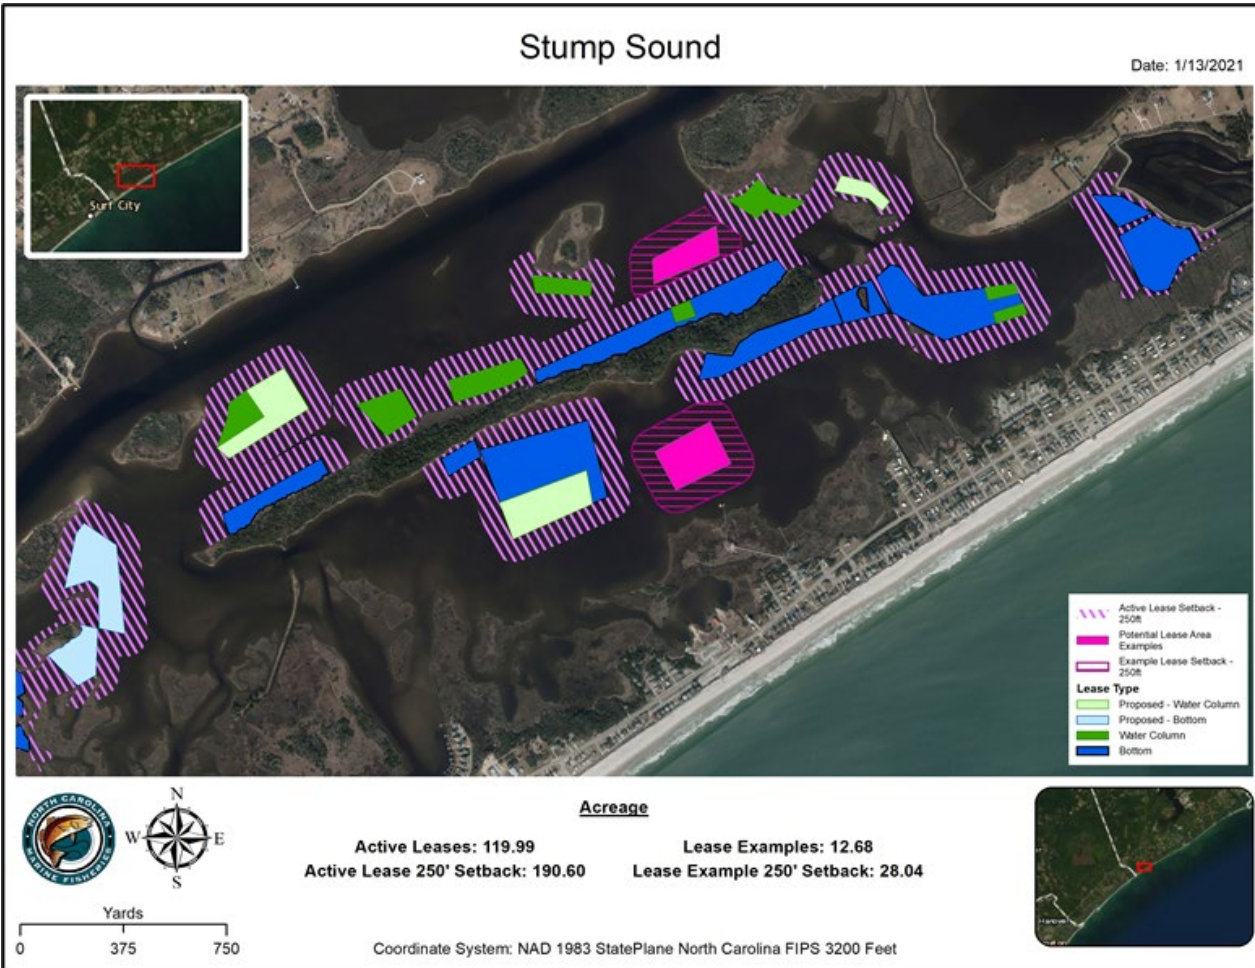 Stump Sound
Date: 1/13/2021
Surf City
Active Lease Setback -
250ft
Potential Lease Area
Examples
Example Lease Setback -
250ft
Lease Type
Proposed - Water Column
Proposed - Bottom
Water Column
Bottom
NORTH CAROLINA
MARINE FISHERIES
N
W E
S
Acreage
Active Leases: 119.99
Active Lease 250' Setback: 190.60
Lease Examples: 12.68
Lease Example 250' Setback: 28.04
Yards
0 375 750
Coordinate System: NAD 1983 StatePlane North Carolina FIPS 3200 Feet